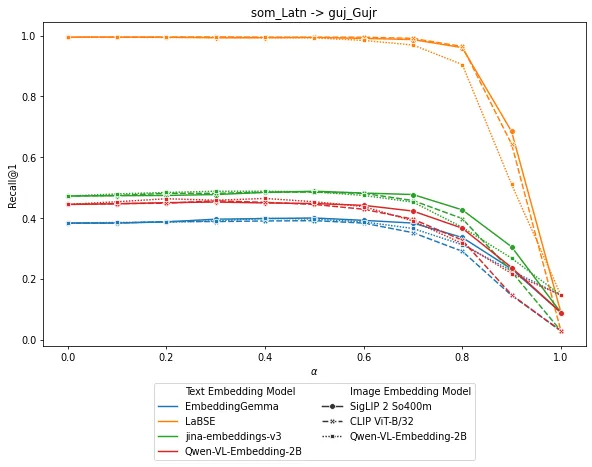 som_Latn -> guj_Gujr
Recall@1
1.0
0.8
0.6
0.4
0.2
0.0
0.0 0.2 0.4 0.6 0.8 1.0
α
Text Embedding Model Image Embedding Model
EmbeddingGemma SigLIP 2 So400m
LaBSE CLIP ViT-B/32
jina-embeddings-v3 Qwen-VL-Embedding-2B
Qwen-VL-Embedding-2B